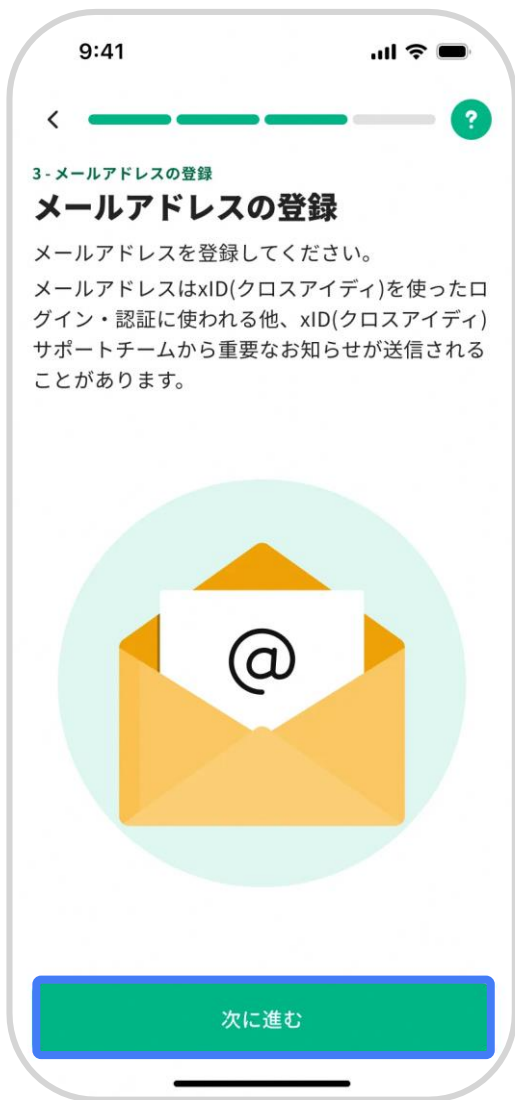 9:41
?
3 - メールアドレスの登録
メールアドレスの登録
メールアドレスを登録してください。
メールアドレスはxID(クロスアイディ)を使ったロ
グイン・認証に使われる他、xID(クロスアイディ)
サポートチームから重要なお知らせが送信される
ことがあります。
@
次に進む